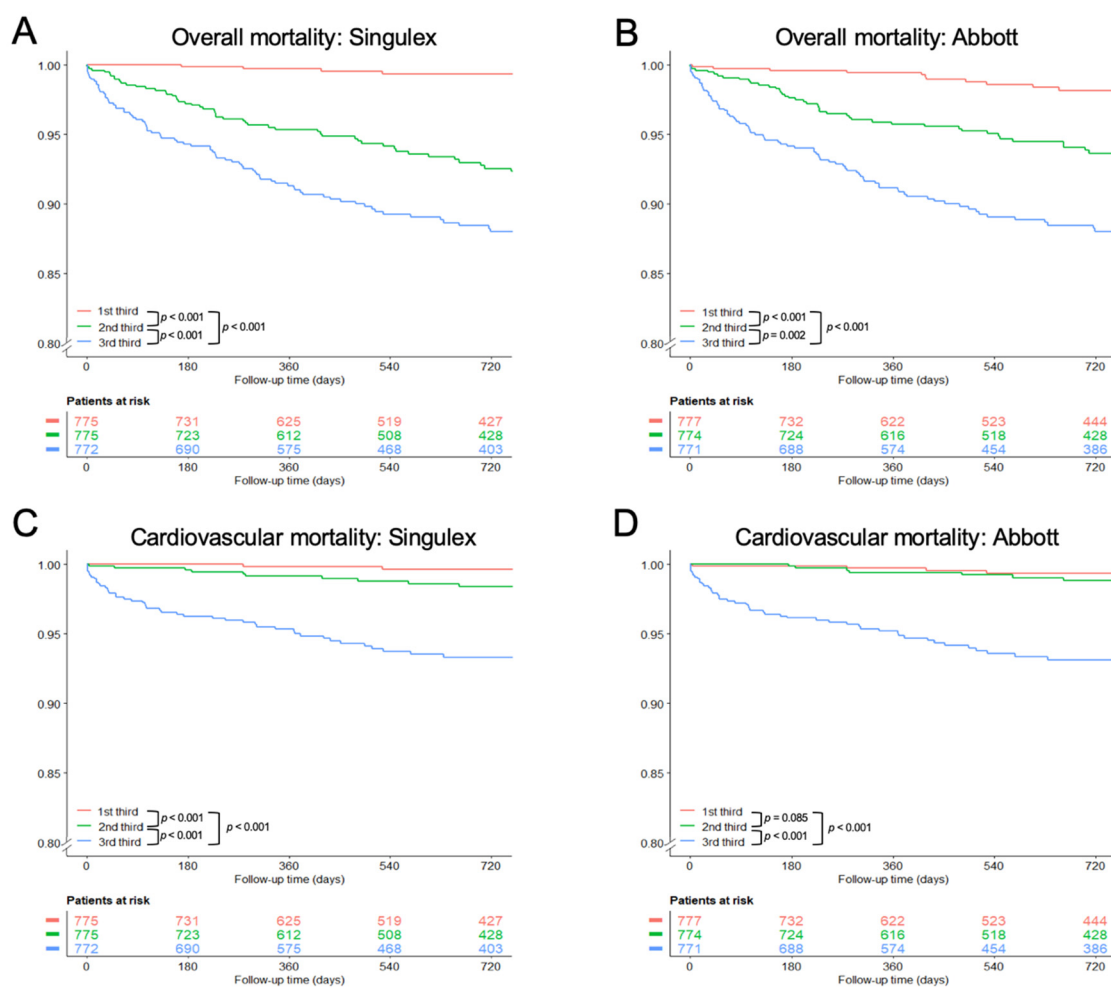 A
Overall mortality: Singulex
1.00
0.95
0.90
0.85
0.80
1st third
2nd third
3rd third
p < 0.001
p < 0.001
p < 0.001
0 180 360 540 720
Follow-up time (days)
Patients at risk
775 731 625 519 427
775 723 612 508 428
772 690 575 468 403
0 180 360 540 720
Follow-up time (days)
B
Overall mortality: Abbott
1.00
0.95
0.90
0.85
0.80
1st third
2nd third
3rd third
p < 0.001
p = 0.002
p < 0.001
0 180 360 540 720
Follow-up time (days)
Patients at risk
777 732 622 523 444
774 724 616 518 428
771 688 574 454 386
0 180 360 540 720
Follow-up time (days)
C
Cardiovascular mortality: Singulex
1.00
0.95
0.90
0.85
0.80
1st third
2nd third
3rd third
p < 0.001
p < 0.001
p < 0.001
0 180 360 540 720
Follow-up time (days)
Patients at risk
775 731 625 519 427
775 723 612 508 428
772 690 575 468 403
0 180 360 540 720
Follow-up time (days)
D
Cardiovascular mortality: Abbott
1.00
0.95
0.90
0.85
0.80
1st third
2nd third
3rd third
p = 0.085
p < 0.001
p < 0.001
0 180 360 540 720
Follow-up time (days)
Patients at risk
777 732 622 523 444
774 724 616 518 428
771 688 574 454 386
0 180 360 540 720
Follow-up time (days)